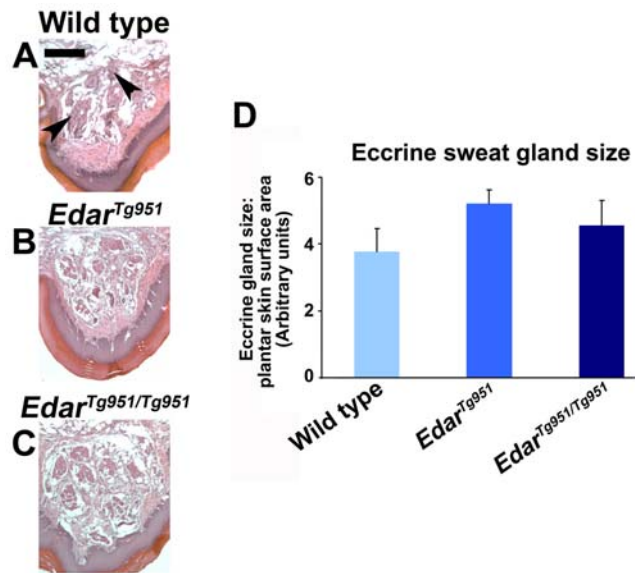 Wild type
A
Edar^Tg951
B
Edar^Tg951/Tg951
C
D
Eccrine sweat gland size
Eccrine gland size:
plantar skin surface area
(Arbitrary units)
6
4
2
0
Wild type
Edar^Tg951
Edar^Tg951/Tg951